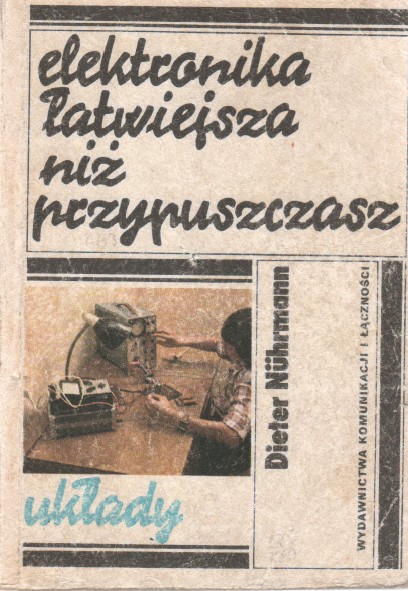 elektronika
łatwiejsza
niż
przypuszczasz
układy
Dieter Nührmann
WYDAWNICTWA KOMUNIKACJI I ŁĄCZNOŚCI